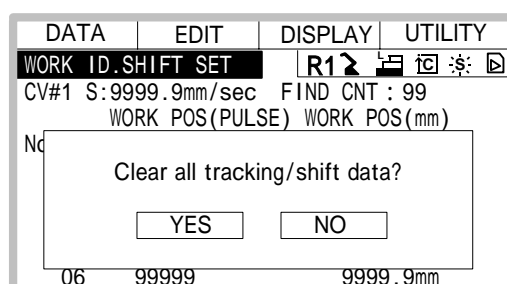 DATA EDIT DISPLAY UTILITY
WORK ID.SHIFT SET R1 C S
CV#1 S:9999.9mm/sec FIND CNT : 99
WORK POS(PULSE) WORK POS(mm)
No
Clear all tracking/shift data?
YES NO
06 99999 9999.9mm